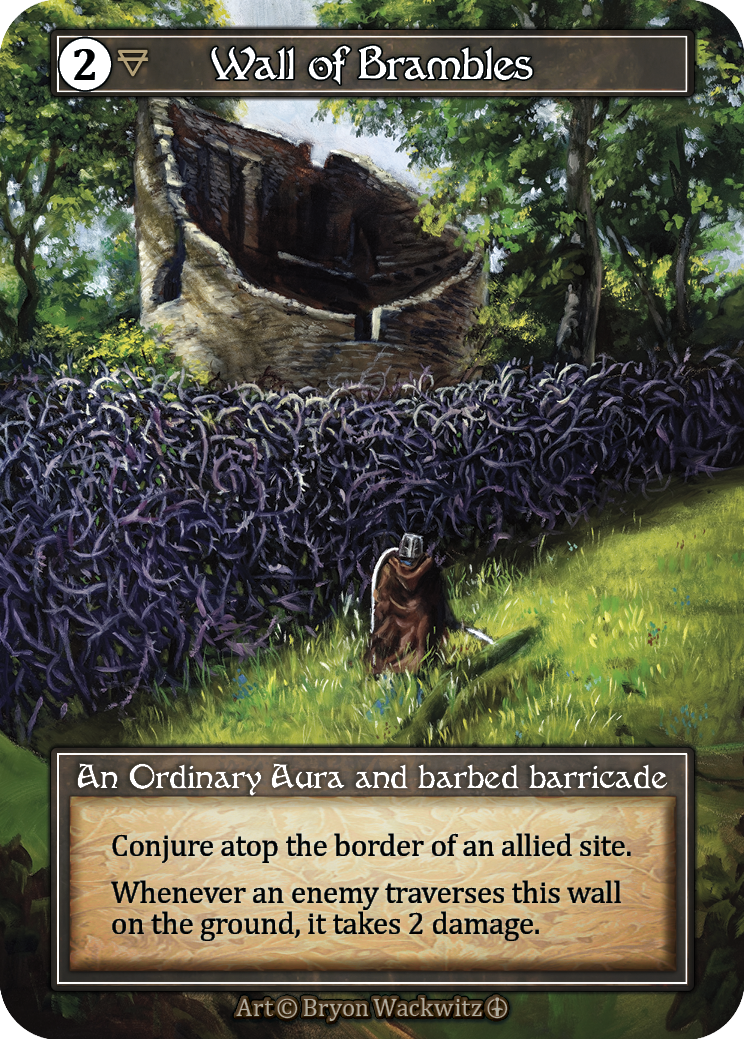 2 Wall of Brambles
An Ordinary Aura and barbed barricade
Conjure atop the border of an allied site.
Whenever an enemy traverses this wall
on the ground, it takes 2 damage.
Art © Bryon Wackwitz